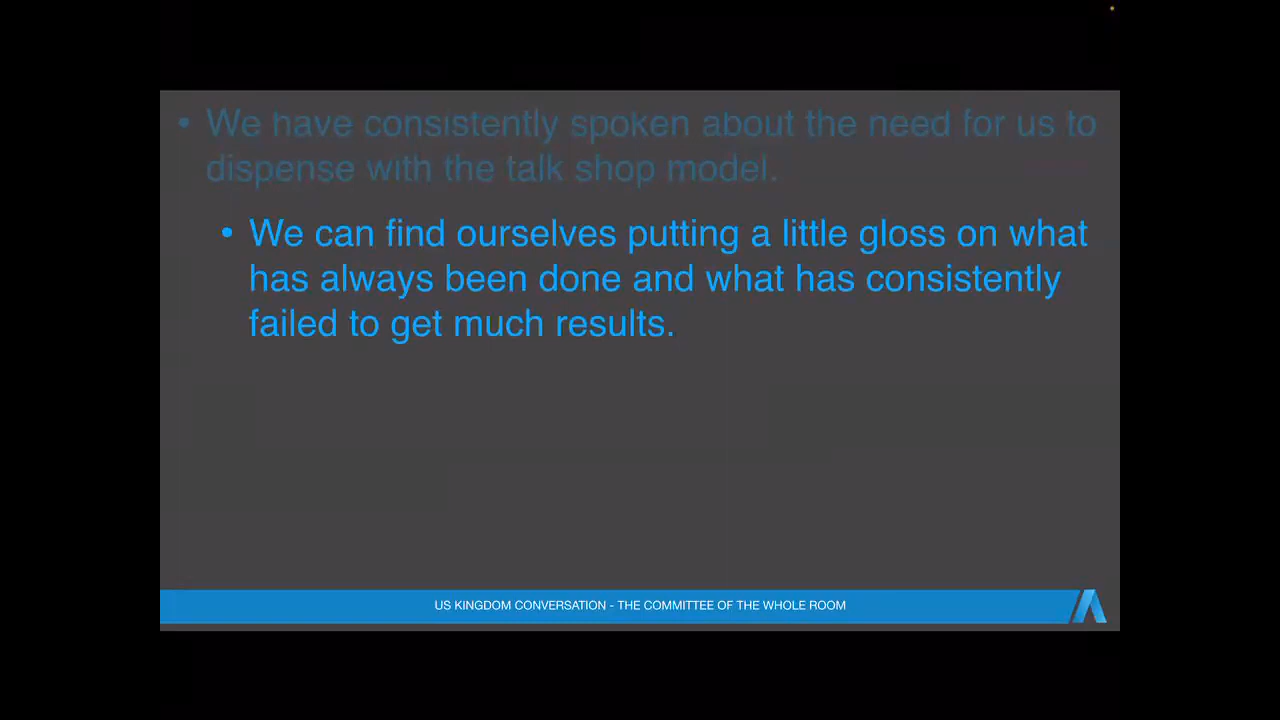 • We have consistently spoken about the need for us to
dispense with the talk shop model.
• We can find ourselves putting a little gloss on what
has always been done and what has consistently
failed to get much results.
US KINGDOM CONVERSATION - THE COMMITTEE OF THE WHOLE ROOM